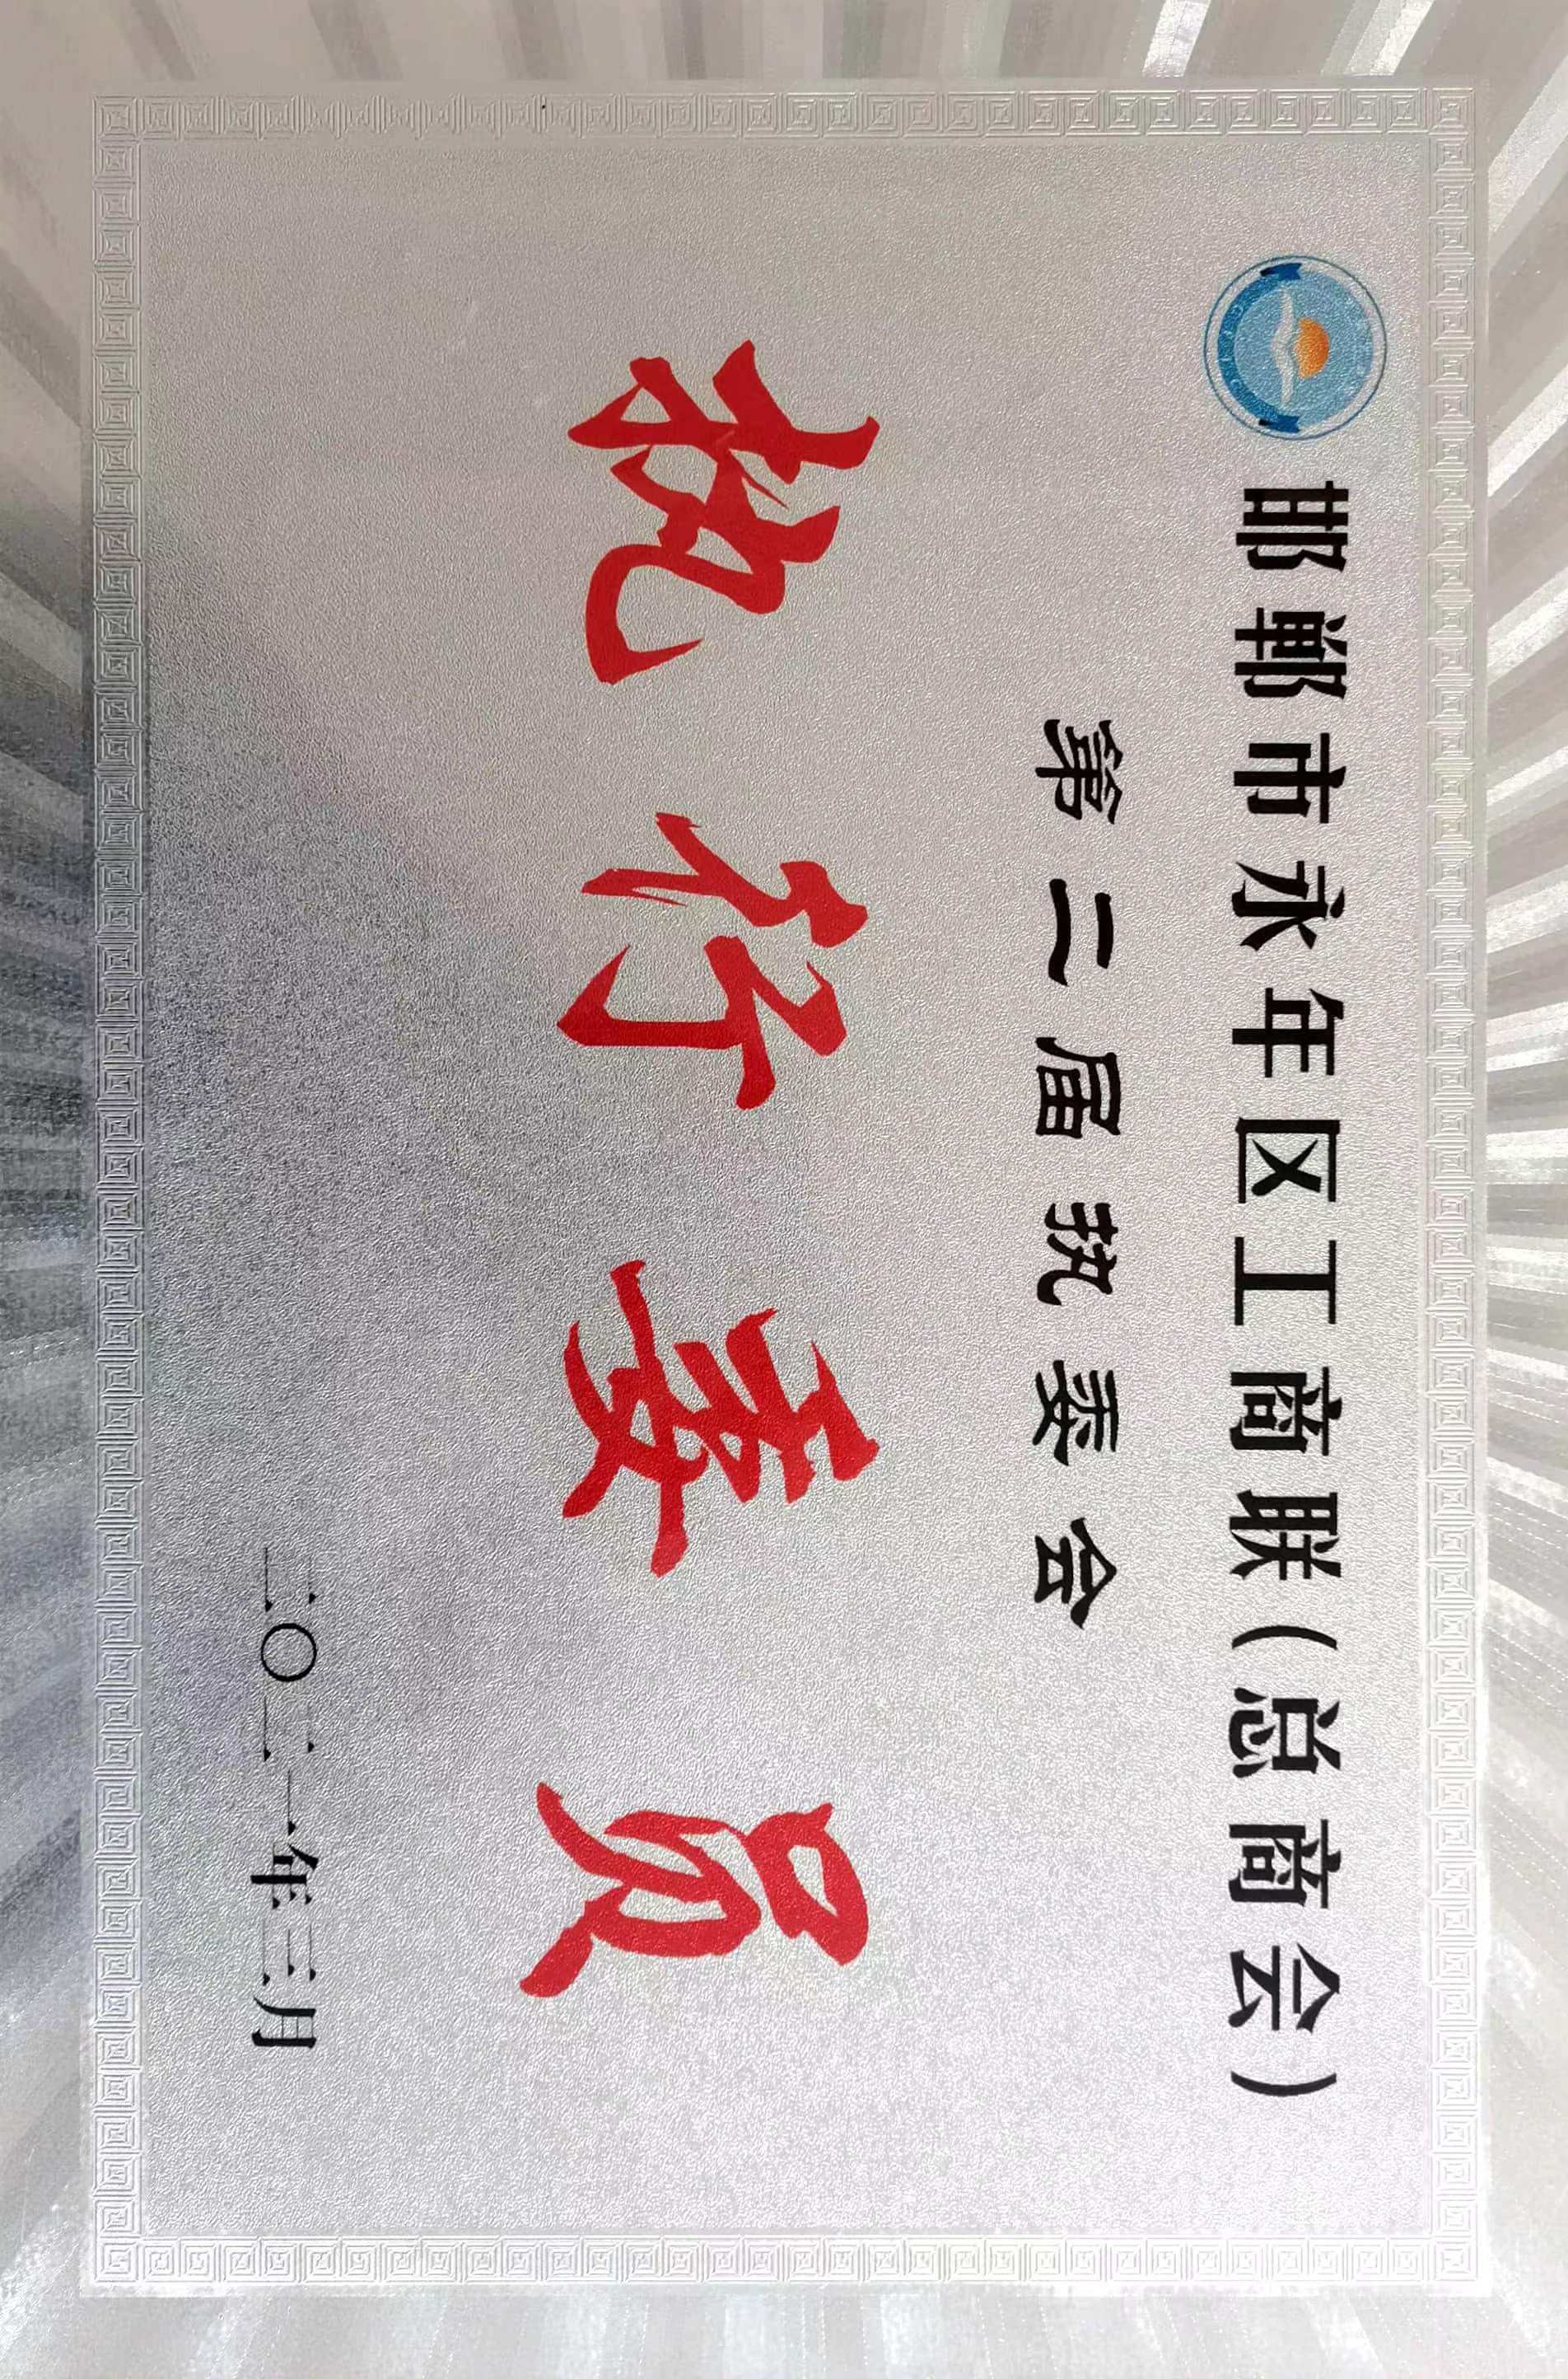 邯郸市永年区工商联（总商会）
第二届执委会
执行委员
二〇二一年三月